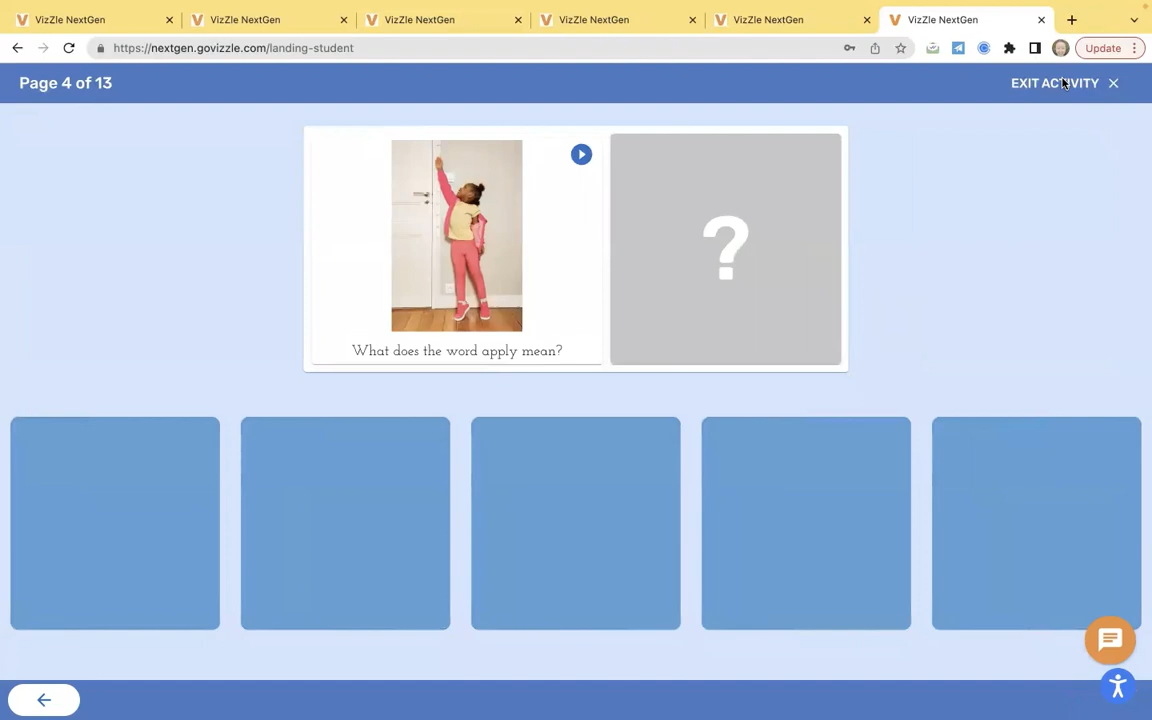 VizZle NextGen
VizZle NextGen
VizZle NextGen
VizZle NextGen
VizZle NextGen
VizZle NextGen
https://nextgen.govizzle.com/landing-student
Update
Page 4 of 13
EXIT ACTIVITY
?
What does the word apply mean?